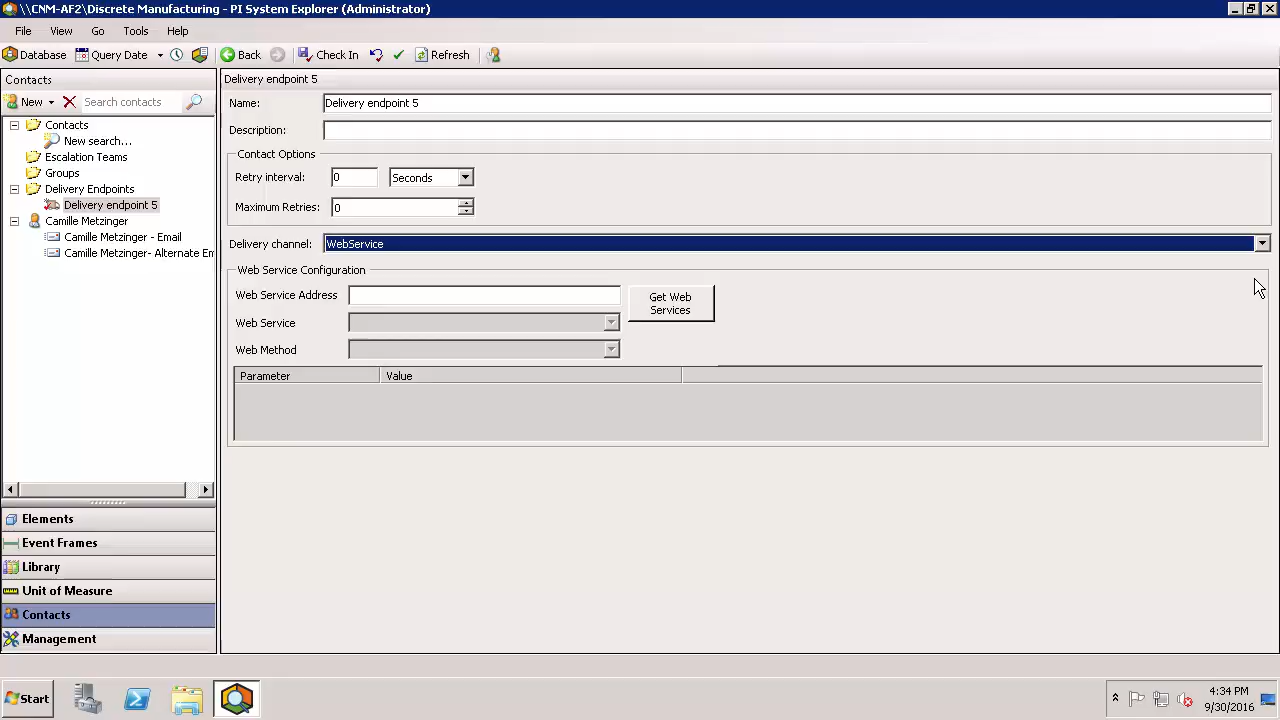 \\CNM-AF2\Discrete Manufacturing - PI System Explorer (Administrator)
File View Go Tools Help
Database Query Date Back Check In Refresh
Contacts
New Search contacts
Contacts
New search...
Escalation Teams
Groups
Delivery Endpoints
Delivery endpoint 5
Camille Metzinger
Camille Metzinger - Email
Camille Metzinger- Alternate Em
Elements
Event Frames
Library
Unit of Measure
Contacts
Management
Delivery endpoint 5
Name: Delivery endpoint 5
Description:
Contact Options
Retry interval: 0 Seconds
Maximum Retries: 0
Delivery channel: WebService
Web Service Configuration
Web Service Address
Get Web
Services
Web Service
Web Method
Parameter Value
Start
4:34 PM
9/30/2016